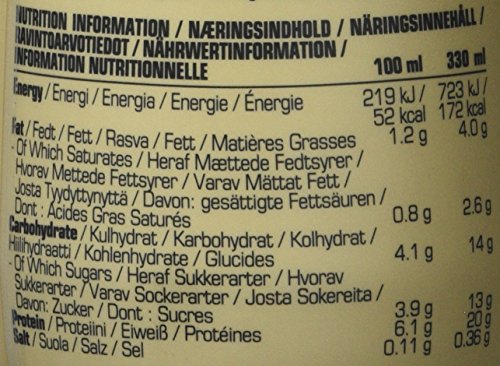 NUTRITION INFORMATION / NÆRINGSINDHOLD / NÄRINGSINNEHÅLL /
RAVINTOARVOTIEDOT / NÄHRWERTINFORMATION /
INFORMATION NUTRITIONNELLE 100 ml 330 ml
Energy / Energi / Energia / Energie / Énergie 219 kJ / 723 kJ /
52 kcal 172 kcal
Fat / Fedt / Fett / Rasva / Fett / Matières Grasses 1.2 g 4.0 g
- Of Which Saturates / Heraf Mættede Fedtsyrer /
Hvorav Mettede Fettsyrer / Varav Mättat Fett /
Josta Tyydyttynyttä / Davon: gesättigte Fettsäuren /
Dont : Acides Gras Saturés 0.8 g 2.6 g
Carbohydrate / Kulhydrat / Karbohydrat / Kolhydrat /
Hiilihydraatti / Kohlenhydrate / Glucides 4.1 g 14 g
- Of Which Sugars / Heraf Sukkerarter / Hvorav
Sukkerarter / Varav Sockerarter / Josta Sokereita /
Davon: Zucker / Dont : Sucres 3.9 g 13 g
Protein / Proteiini / Eiweiß / Protéines 6.1 g 20 g
Salt / Suola / Salz / Sel 0.11 g 0.36 g